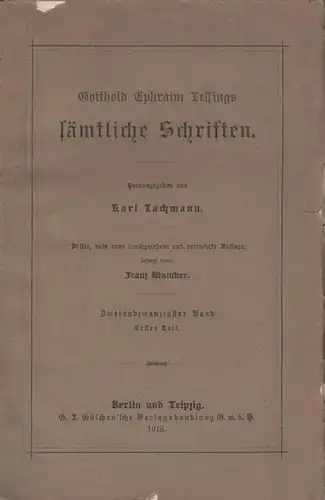 Gotthold Ephraim Lessings
sämtliche Schriften.
Herausgegeben von
Karl Lachmann.
Dritte, aufs neue durchgesehene und vermehrte Auflage,
besorgt durch
Franz Muncker.
Zweiundzwanzigster Band
Erster Teil.
Berlin und Leipzig.
G. J. Göschen'sche Verlagshandlung G. m. b. H.
1915.